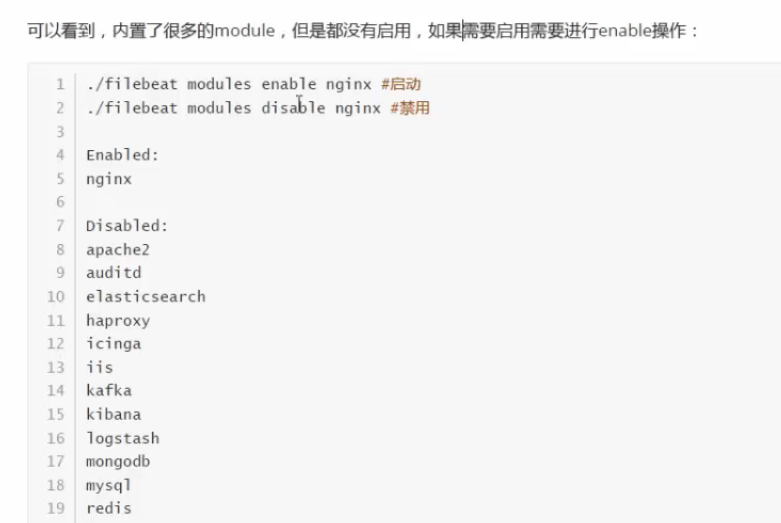 可以看到，内置了很多的module，但是都没有启用，如果需要启用需要进行enable操作：
1 ./filebeat modules enable nginx #启动
2 ./filebeat modules disable nginx #禁用
3
4 Enabled:
5 nginx
6
7 Disabled:
8 apache2
9 auditd
10 elasticsearch
11 haproxy
12 icinga
13 iis
14 kafka
15 kibana
16 logstash
17 mongodb
18 mysql
19 redis